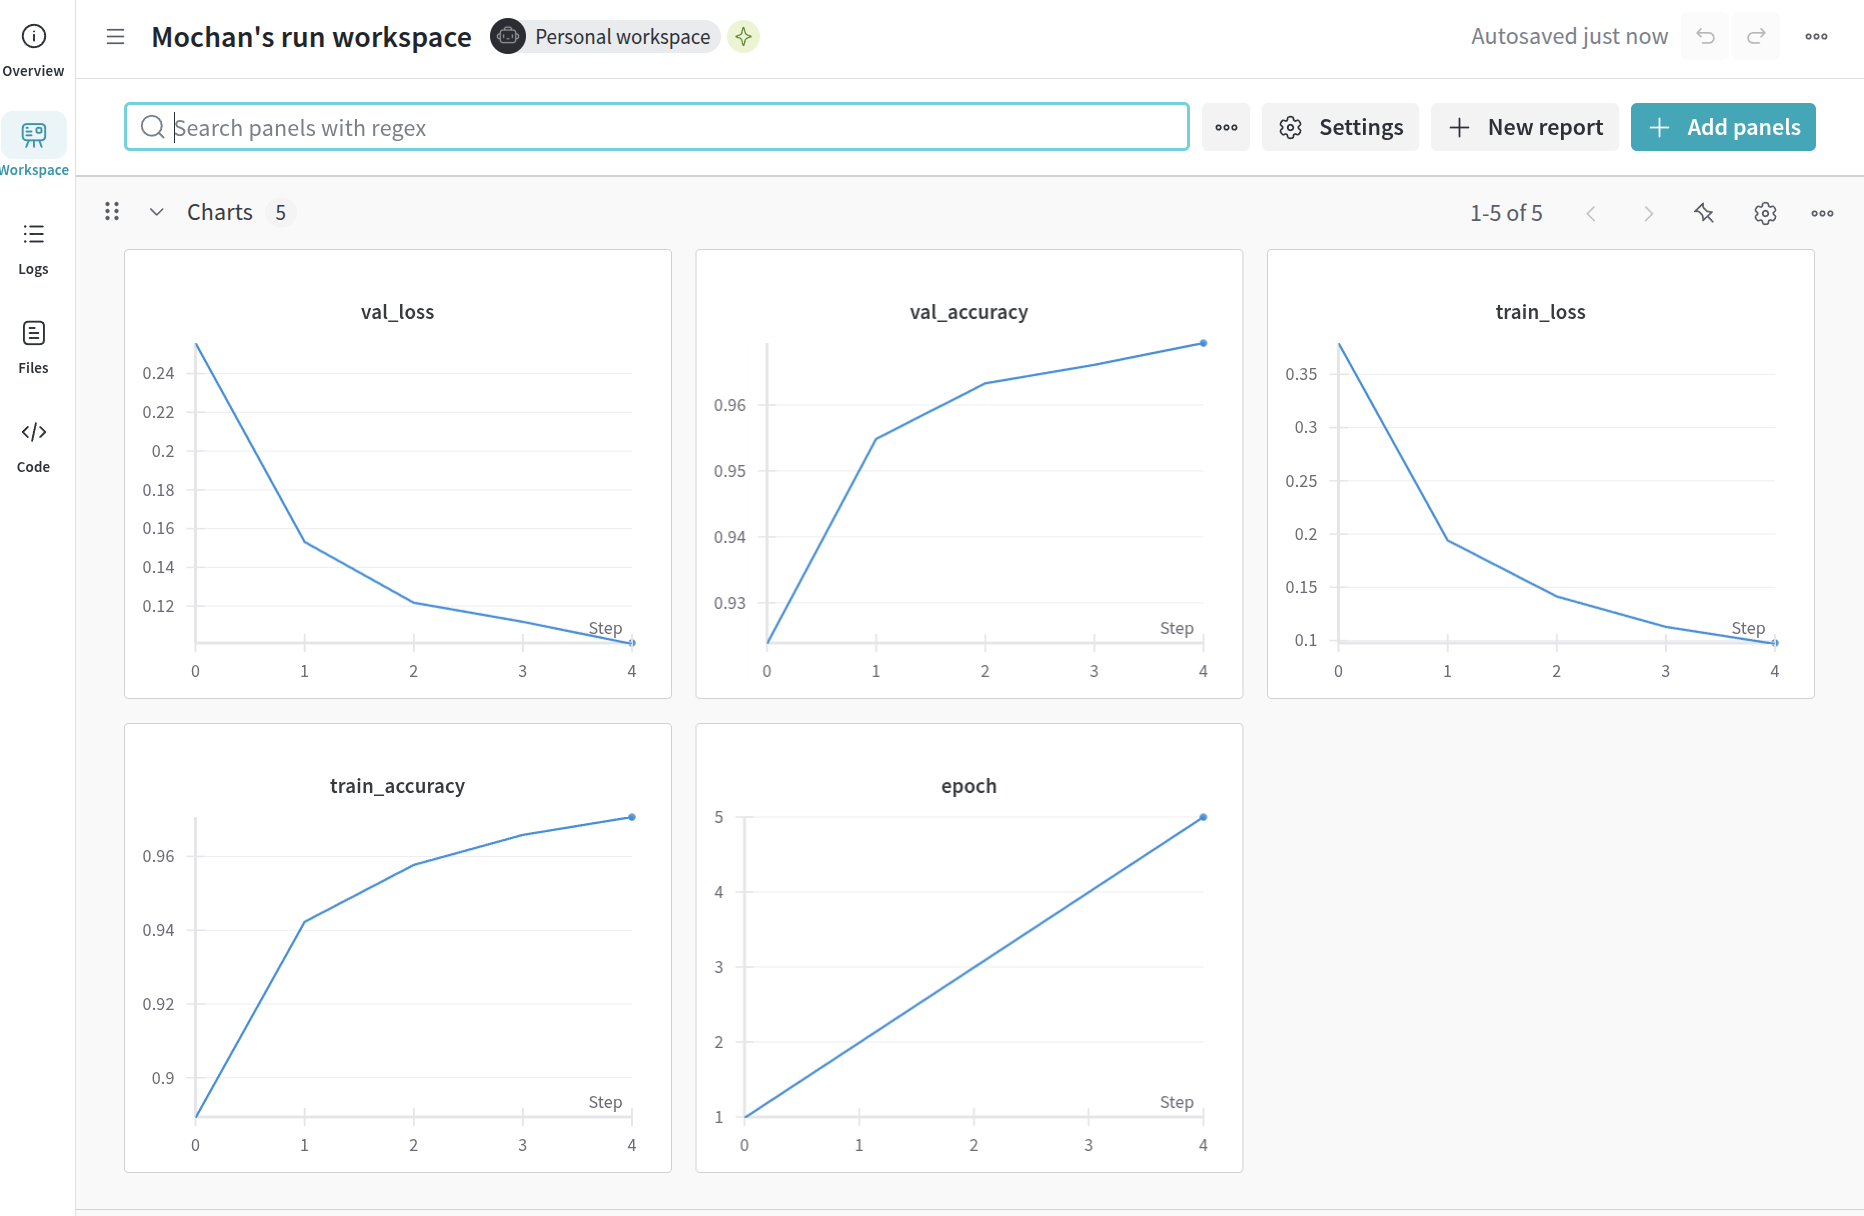 Overview
Workspace
Logs
Files
Code
Mochan's run workspace
Personal workspace
Autosaved just now
Search panels with regex
Settings
New report
Add panels
Charts 5
1-5 of 5
val_loss
0.24
0.22
0.2
0.18
0.16
0.14
0.12
Step
0 1 2 3 4
val_accuracy
0.96
0.95
0.94
0.93
Step
0 1 2 3 4
train_loss
0.35
0.3
0.25
0.2
0.15
0.1
Step
0 1 2 3 4
train_accuracy
0.96
0.94
0.92
0.9
Step
0 1 2 3 4
epoch
5
4
3
2
1
Step
0 1 2 3 4